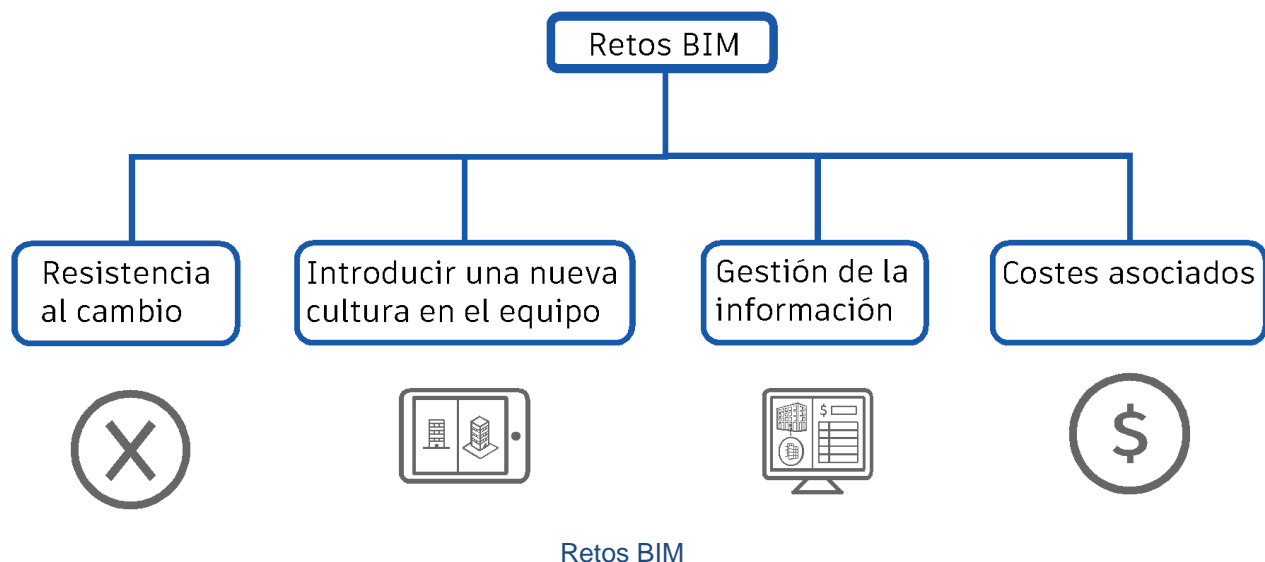 Retos BIM
Resistencia
al cambio
Introducir una nueva
cultura en el equipo
Gestión de la
información
Costes asociados
X
$
$
Retos BIM